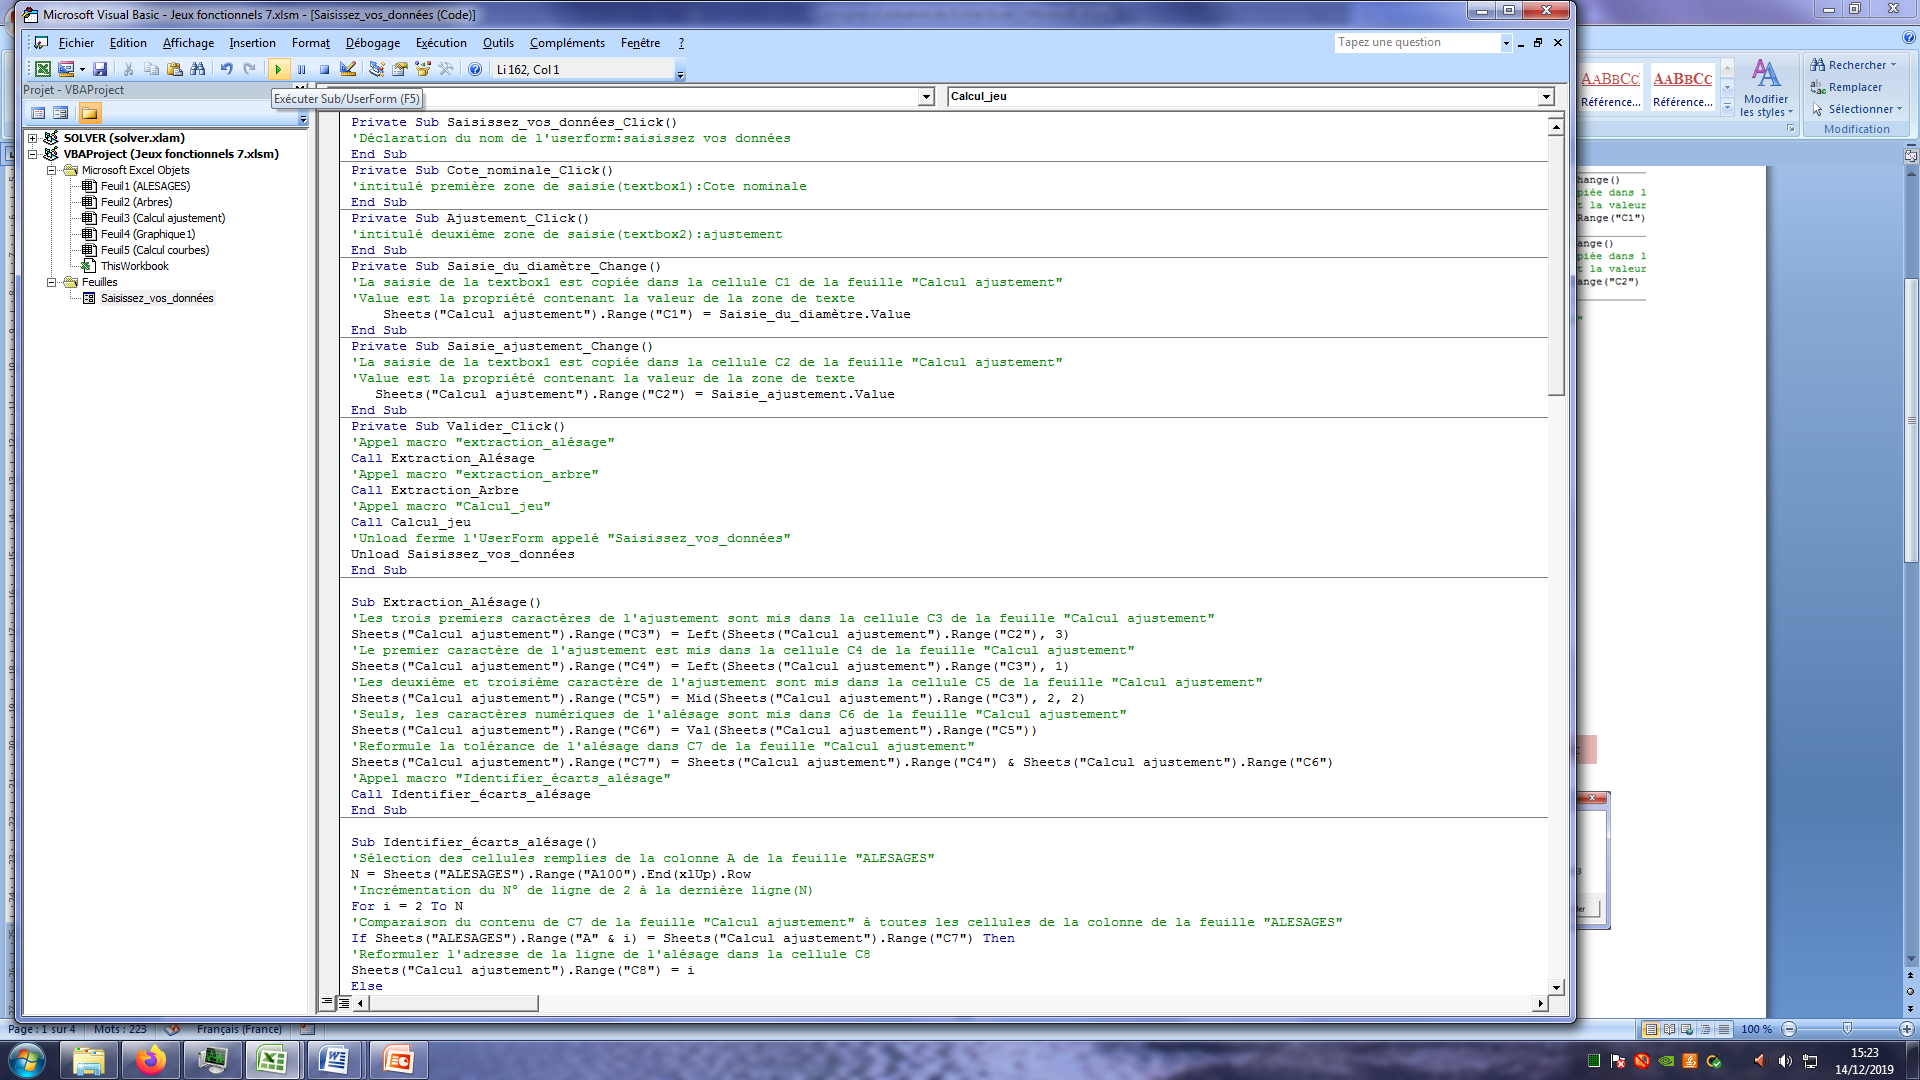 Microsoft Visual Basic - Jeux fonctionnels 7.xlsm - [Saisissez_vos_données (Code)]
Fichier Edition Affichage Insertion Format Débogage Exécution Outils Compléments Fenêtre ?
Tapez une question
Li 162, Col 1
Projet - VBAProject
Exécuter Sub/UserForm (F5)
Calcul_jeu
SOLVER (solver.xlam)
VBAProject (Jeux fonctionnels 7.xlsm)
Microsoft Excel Objets
Feuil1 (ALESAGES)
Feuil2 (Arbres)
Feuil3 (Calcul ajustement)
Feuil4 (Graphique1)
Feuil5 (Calcul courbes)
ThisWorkbook
Feuilles
Saisissez_vos_données
Private Sub Saisissez_vos_données_Click()
'Déclaration du nom de l'userform:saisissez vos données
End Sub
Private Sub Cote_nominale_Click()
'intitulé première zone de saisie(textbox1):Cote nominale
End Sub
Private Sub Ajustement_Click()
'intitulé deuxième zone de saisie(textbox2):ajustement
End Sub
Private Sub Saisie_du_diamètre_Change()
'La saisie de la textbox1 est copiée dans la cellule C1 de la feuille "Calcul ajustement"
'Value est la propriété contenant la valeur de la zone de texte
Sheets("Calcul ajustement").Range("C1") = Saisie_du_diamètre.Value
End Sub
Private Sub Saisie_ajustement_Change()
'La saisie de la textbox1 est copiée dans la cellule C2 de la feuille "Calcul ajustement"
'Value est la propriété contenant la valeur de la zone de texte
Sheets("Calcul ajustement").Range("C2") = Saisie_ajustement.Value
End Sub
Private Sub Valider_Click()
'Appel macro "extraction_alésage"
Call Extraction_Alésage
'Appel macro "extraction_arbre"
Call Extraction_Arbre
'Appel macro "Calcul_jeu"
Call Calcul_jeu
'Unload ferme l'UserForm appelé "Saisissez_vos_données"
Unload Saisissez_vos_données
End Sub
Sub Extraction_Alésage()
'Les trois premiers caractères de l'ajustement sont mis dans la cellule C3 de la feuille "Calcul ajustement"
Sheets("Calcul ajustement").Range("C3") = Left(Sheets("Calcul ajustement").Range("C2"), 3)
'Le premier caractère de l'ajustement est mis dans la cellule C4 de la feuille "Calcul ajustement"
Sheets("Calcul ajustement").Range("C4") = Left(Sheets("Calcul ajustement").Range("C3"), 1)
'Les deuxième et troisième caractère de l'ajustement sont mis dans la cellule C5 de la feuille "Calcul ajustement"
Sheets("Calcul ajustement").Range("C5") = Mid(Sheets("Calcul ajustement").Range("C3"), 2, 2)
'Seuls, les caractères numériques de l'alésage sont mis dans C6 de la feuille "Calcul ajustement"
Sheets("Calcul ajustement").Range("C6") = Val(Sheets("Calcul ajustement").Range("C5"))
'Reformule la tolérance de l'alésage dans C7 de la feuille "Calcul ajustement"
Sheets("Calcul ajustement").Range("C7") = Sheets("Calcul ajustement").Range("C4") & Sheets("Calcul ajustement").Range("C6")
'Appel macro "Identifier_écarts_alésage"
Call Identifier_écarts_alésage
End Sub
Sub Identifier_écarts_alésage()
'Sélection des cellules remplies de la colonne A de la feuille "ALESAGES"
N = Sheets("ALESAGES").Range("A100").End(xlUp).Row
'Incrémentation du N° de ligne de 2 à la dernière ligne(N)
For i = 2 To N
'Comparaison du contenu de C7 de la feuille "Calcul ajustement" à toutes les cellules de la colonne de la feuille "ALESAGES"
If Sheets("ALESAGES").Range("A" & i) = Sheets("Calcul ajustement").Range("C7") Then
'Reformuler l'adresse de la ligne de l'alésage dans la cellule C8
Sheets("Calcul ajustement").Range("C8") = i
Else
AABBCC AABBCC
Référence... Référence...
Modifier les styles
Rechercher
Remplacer
Sélectionner
Modification
hange()
piée dans l
t la valeur
Range("C1")
ange()
piée dans l
t la valeur
ange("C2")
Page : 1 sur 4 Mots : 223 Français (France)
100 %
15:23
14/12/2019